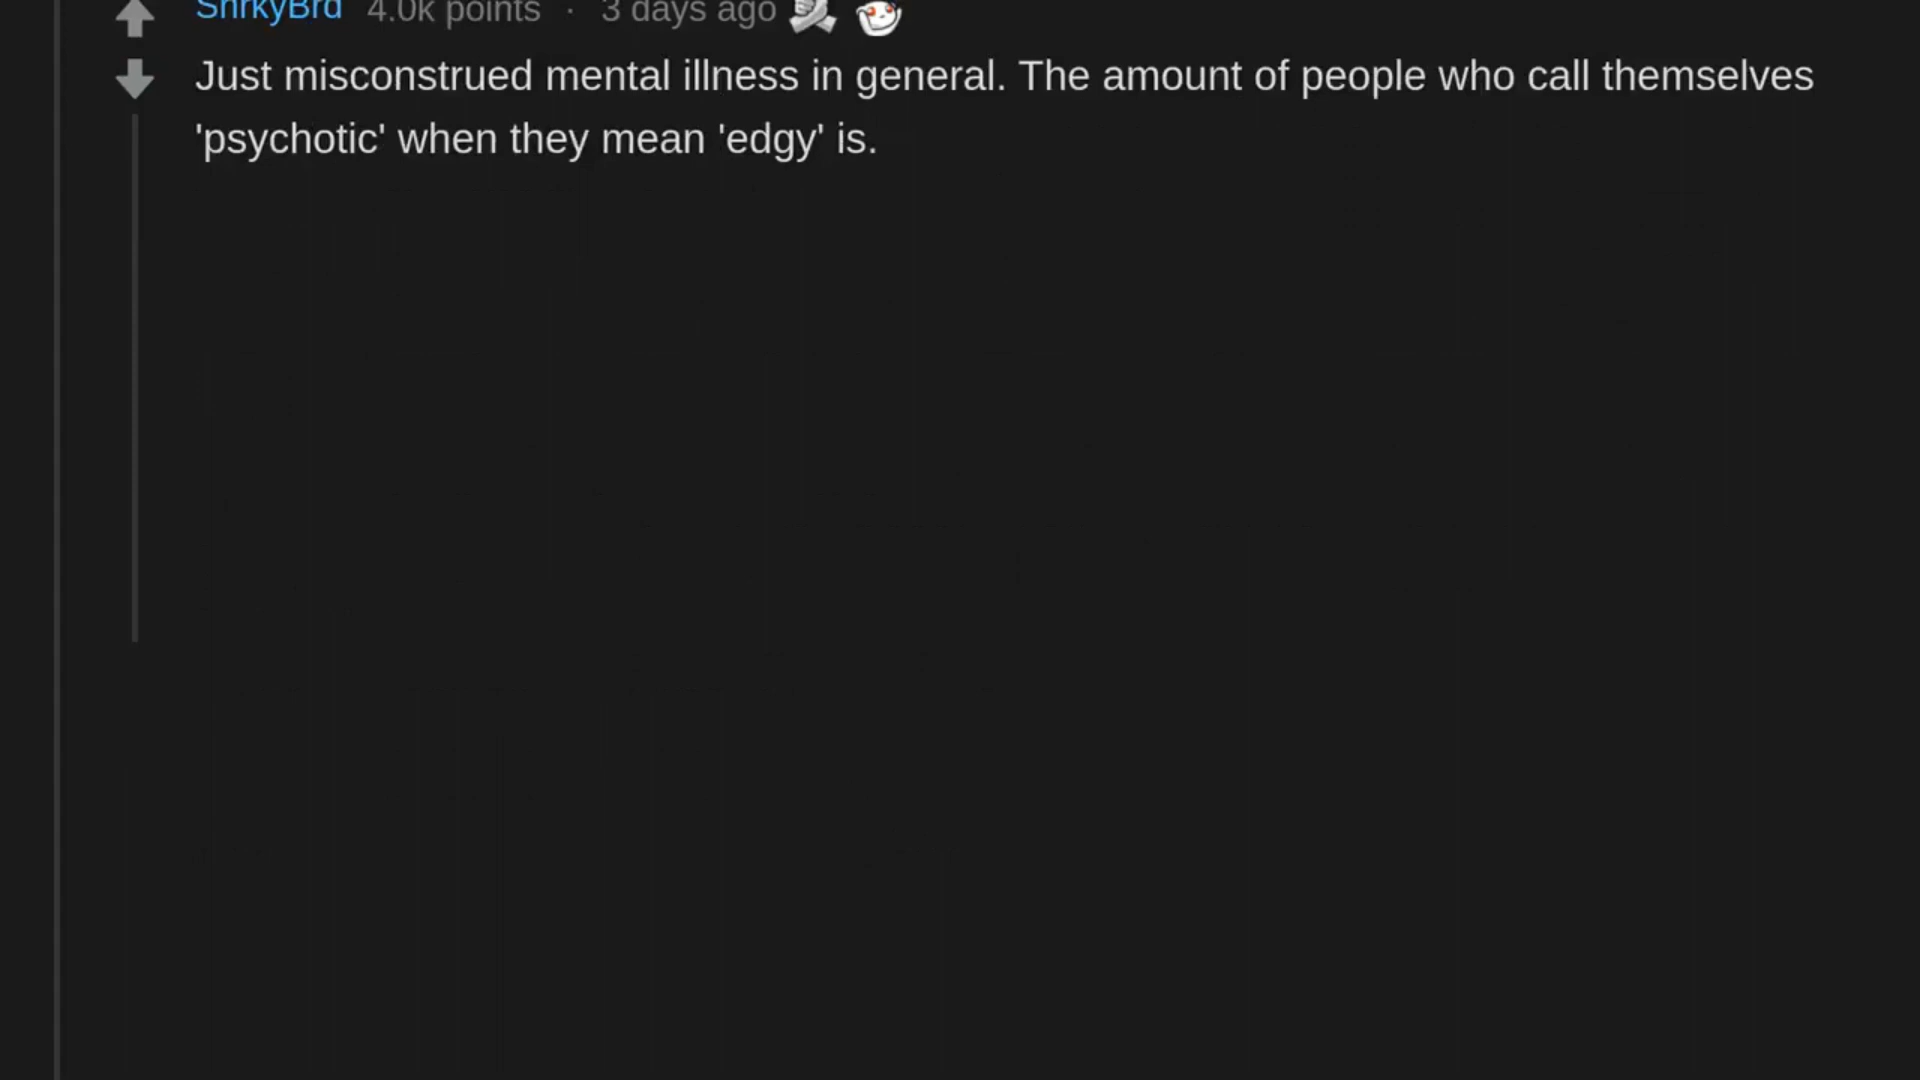 ShrkyBrd 4.0k points · 3 days ago
Just misconstrued mental illness in general. The amount of people who call themselves
'psychotic' when they mean 'edgy' is.